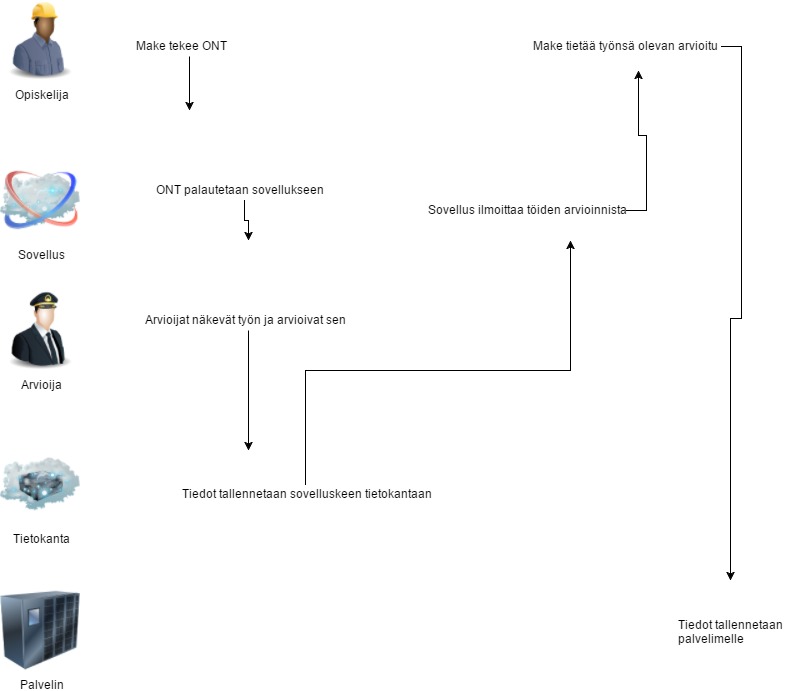 Make tekee ONT
Make tietää työnsä olevan arvioitu
Opiskelija
ONT palautetaan sovellukseen
Sovellus ilmoittaa töiden arvioinnista
Sovellus
Arvioijat näkevät työn ja arvioivat sen
Arvioija
Tiedot tallennetaan sovelluskeen tietokantaan
Tietokanta
Tiedot tallennetaan
palvelimelle
Palvelin